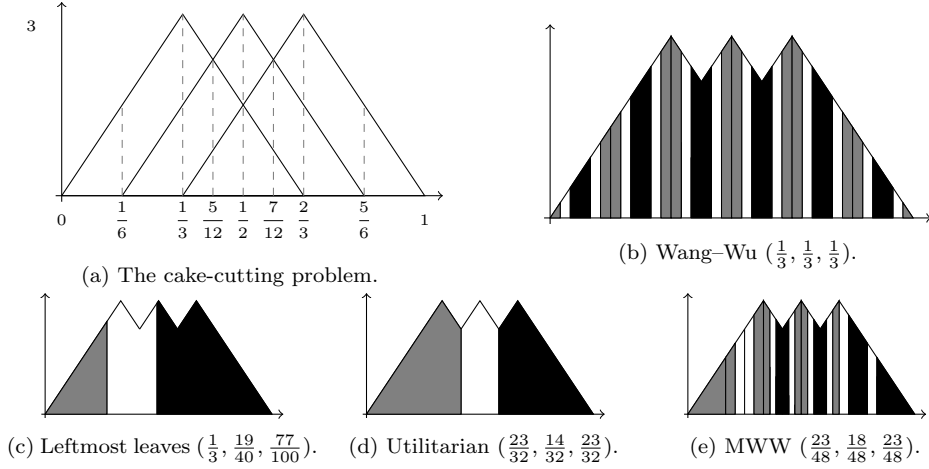 3
0 1/6 1/3 5/12 1/2 7/12 2/3 5/6 1
(a) The cake-cutting problem.
(b) Wang–Wu (1/3, 1/3, 1/3).
(c) Leftmost leaves (1/3, 19/40, 77/100).
(d) Utilitarian (23/32, 14/32, 23/32).
(e) MWW (23/48, 18/48, 23/48).